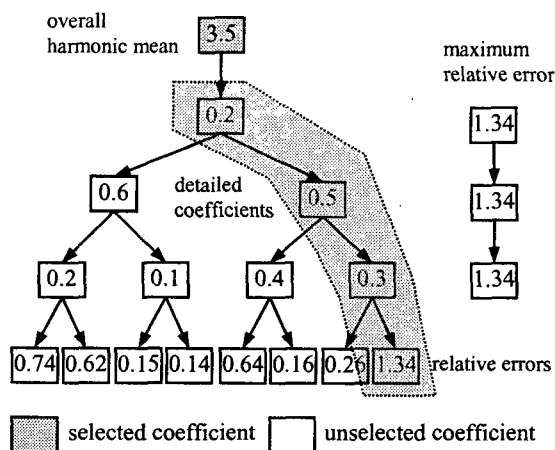 overall
harmonic mean
3.5
maximum
relative error
0.2
1.34
0.6
detailed
coefficients
0.5
1.34
0.2
0.1
0.4
0.3
1.34
0.74 0.62 0.15 0.14 0.64 0.16 0.26 1.34 relative errors
selected coefficient unselected coefficient